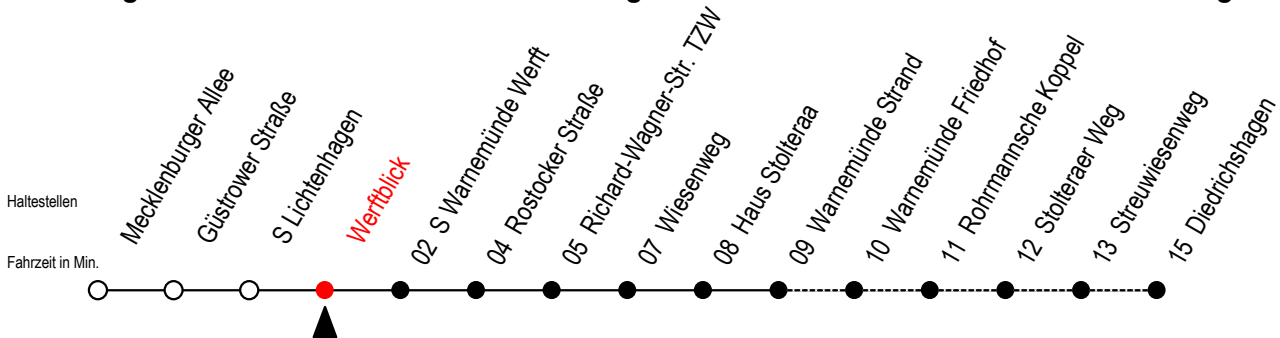 Haltestellen
Fahrzeit in Min.
Mecklenburger Allee
Güstrower Straße
S Lichtenhagen
Werftblick
02 S Warnemünde Werft
04 Rostocker Straße
05 Richard-Wagner-Str. TZW
07 Wiesenweg
08 Haus Stolteraa
09 Warnemünde Strand
10 Warnemünde Friedhof
11 Rohrmannsche Koppel
12 Stolteraer Weg
13 Streuwiesenweg
15 Diedrichshagen